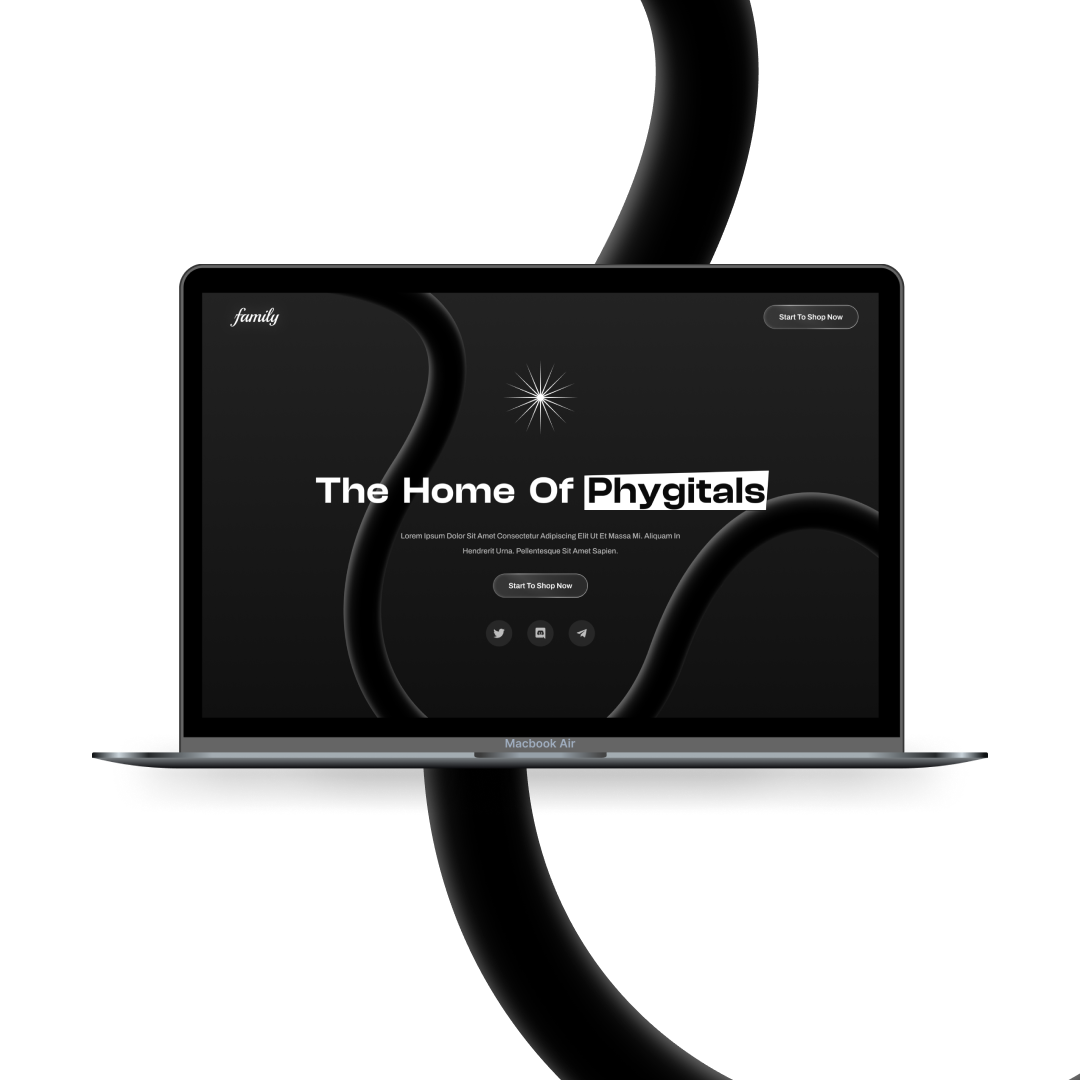 family
Start To Shop Now
The Home Of Phygitals
Lorem Ipsum Dolor Sit Amet Consectetur Adipiscing Elit Ut Et Massa Mi. Aliquam In
Hendrerit Urna. Pellentesque Sit Amet Sapien.
Start To Shop Now
Macbook Air